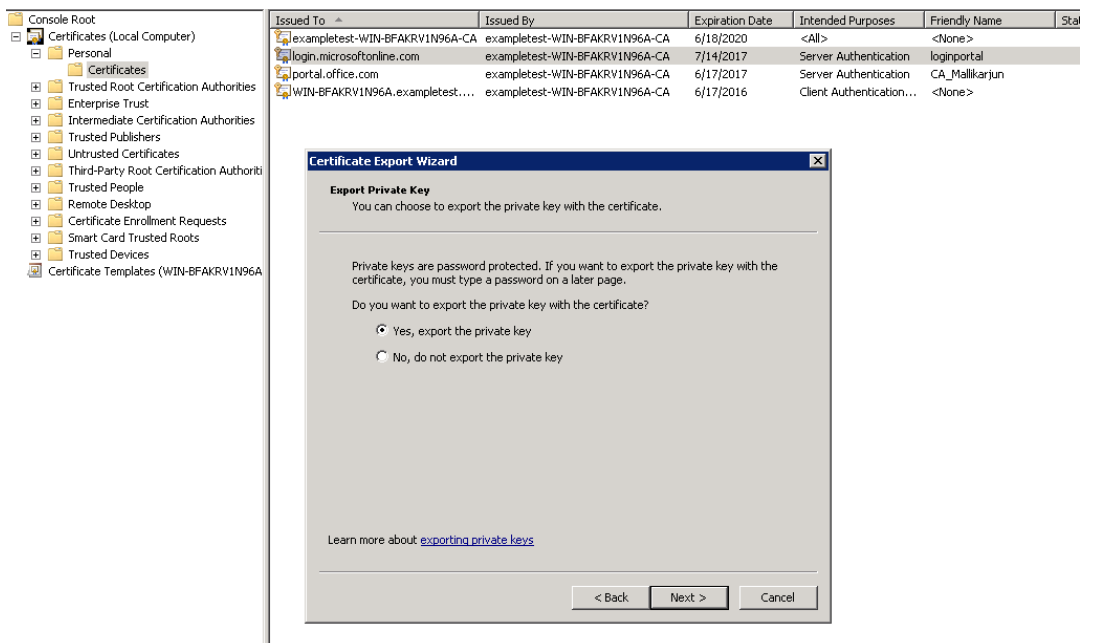 Console Root
Certificates (Local Computer)
Personal
Certificates
Trusted Root Certification Authorities
Enterprise Trust
Intermediate Certification Authorities
Trusted Publishers
Untrusted Certificates
Third-Party Root Certification Authoriti
Trusted People
Remote Desktop
Certificate Enrollment Requests
Smart Card Trusted Roots
Trusted Devices
Certificate Templates (WIN-BFAKRV1N96A
Issued To Issued By Expiration Date Intended Purposes Friendly Name Stat
exampletest-WIN-BFAKRV1N96A-CA exampletest-WIN-BFAKRV1N96A-CA 6/18/2020 <All> <None>
login.microsoftonline.com exampletest-WIN-BFAKRV1N96A-CA 7/14/2017 Server Authentication loginportal
portal.office.com exampletest-WIN-BFAKRV1N96A-CA 6/17/2017 Server Authentication CA_Mallikarjun
WIN-BFAKRV1N96A.exampletest.... exampletest-WIN-BFAKRV1N96A-CA 6/17/2016 Client Authentication... <None>
Certificate Export Wizard
Export Private Key
You can choose to export the private key with the certificate.
Private keys are password protected. If you want to export the private key with the
certificate, you must type a password on a later page.
Do you want to export the private key with the certificate?
Yes, export the private key
No, do not export the private key
Learn more about exporting private keys
< Back Next > Cancel